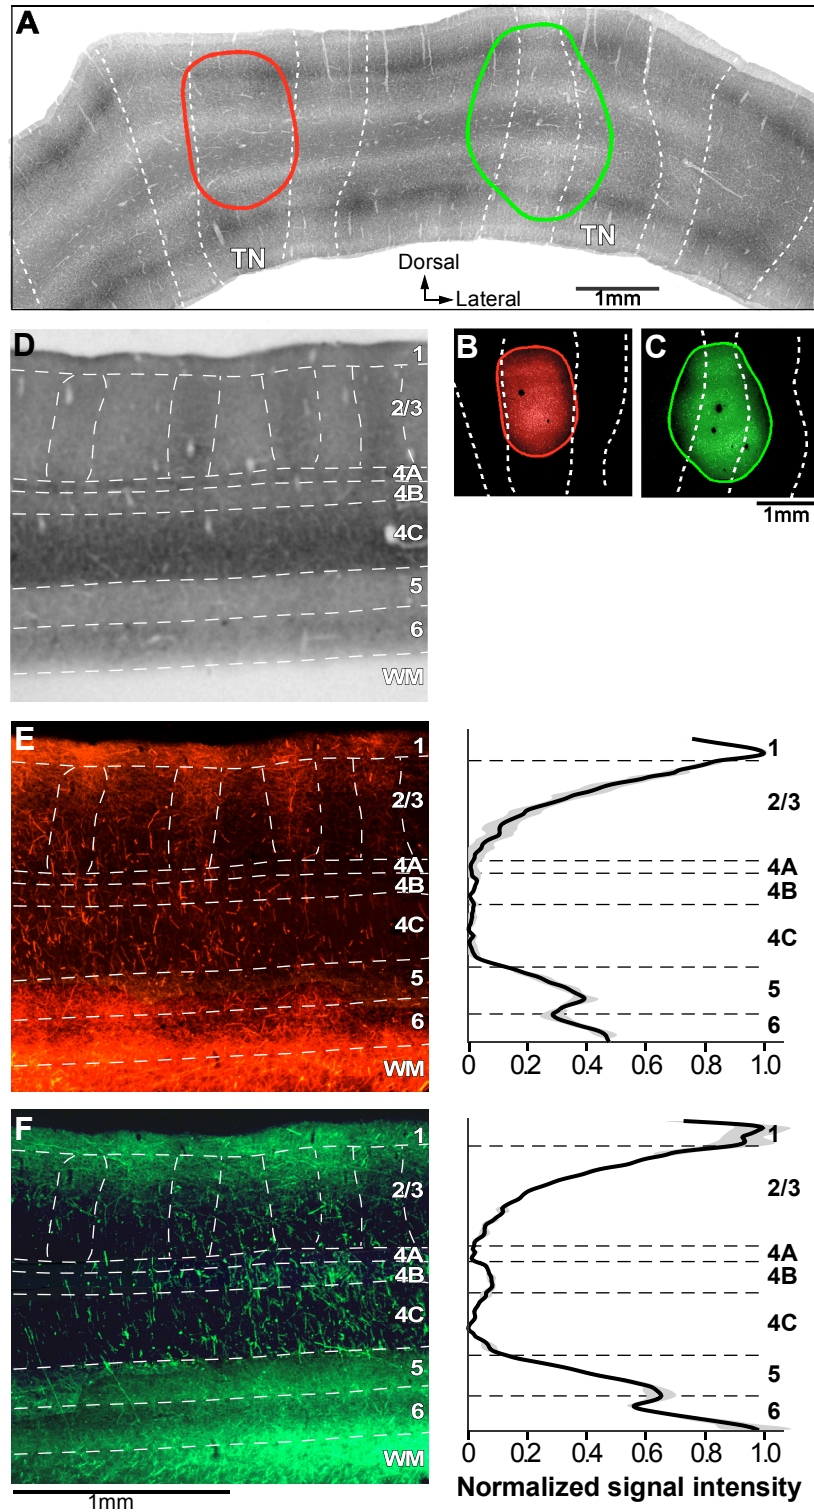 A
TN
TN
Dorsal
Lateral
1mm
D
1
2/3
4A
4B
4C
5
6
WM
B
C
1mm
E
1
2/3
4A
4B
4C
5
6
WM
1
2/3
4A
4B
4C
5
6
0 0.2 0.4 0.6 0.8 1.0
F
1
2/3
4A
4B
4C
5
6
WM
1mm
1
2/3
4A
4B
4C
5
6
0 0.2 0.4 0.6 0.8 1.0
Normalized signal intensity